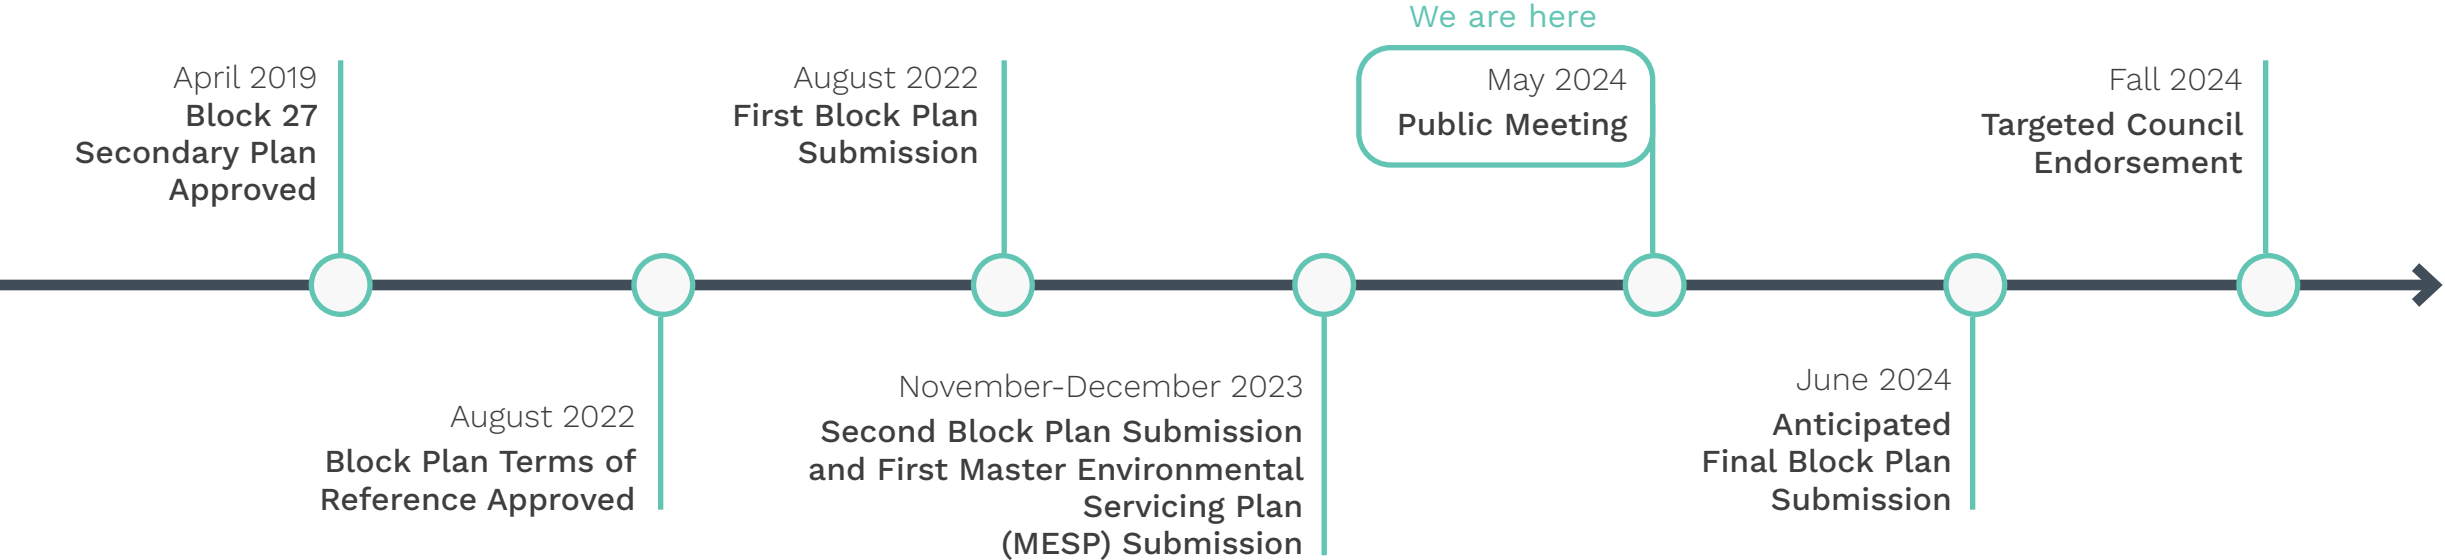 April 2019
Block 27
Secondary Plan
Approved
August 2022
Block Plan Terms of
Reference Approved
August 2022
First Block Plan
Submission
November-December 2023
Second Block Plan Submission
and First Master Environmental
Servicing Plan
(MESP) Submission
We are here
May 2024
Public Meeting
June 2024
Anticipated
Final Block Plan
Submission
Fall 2024
Targeted Council
Endorsement